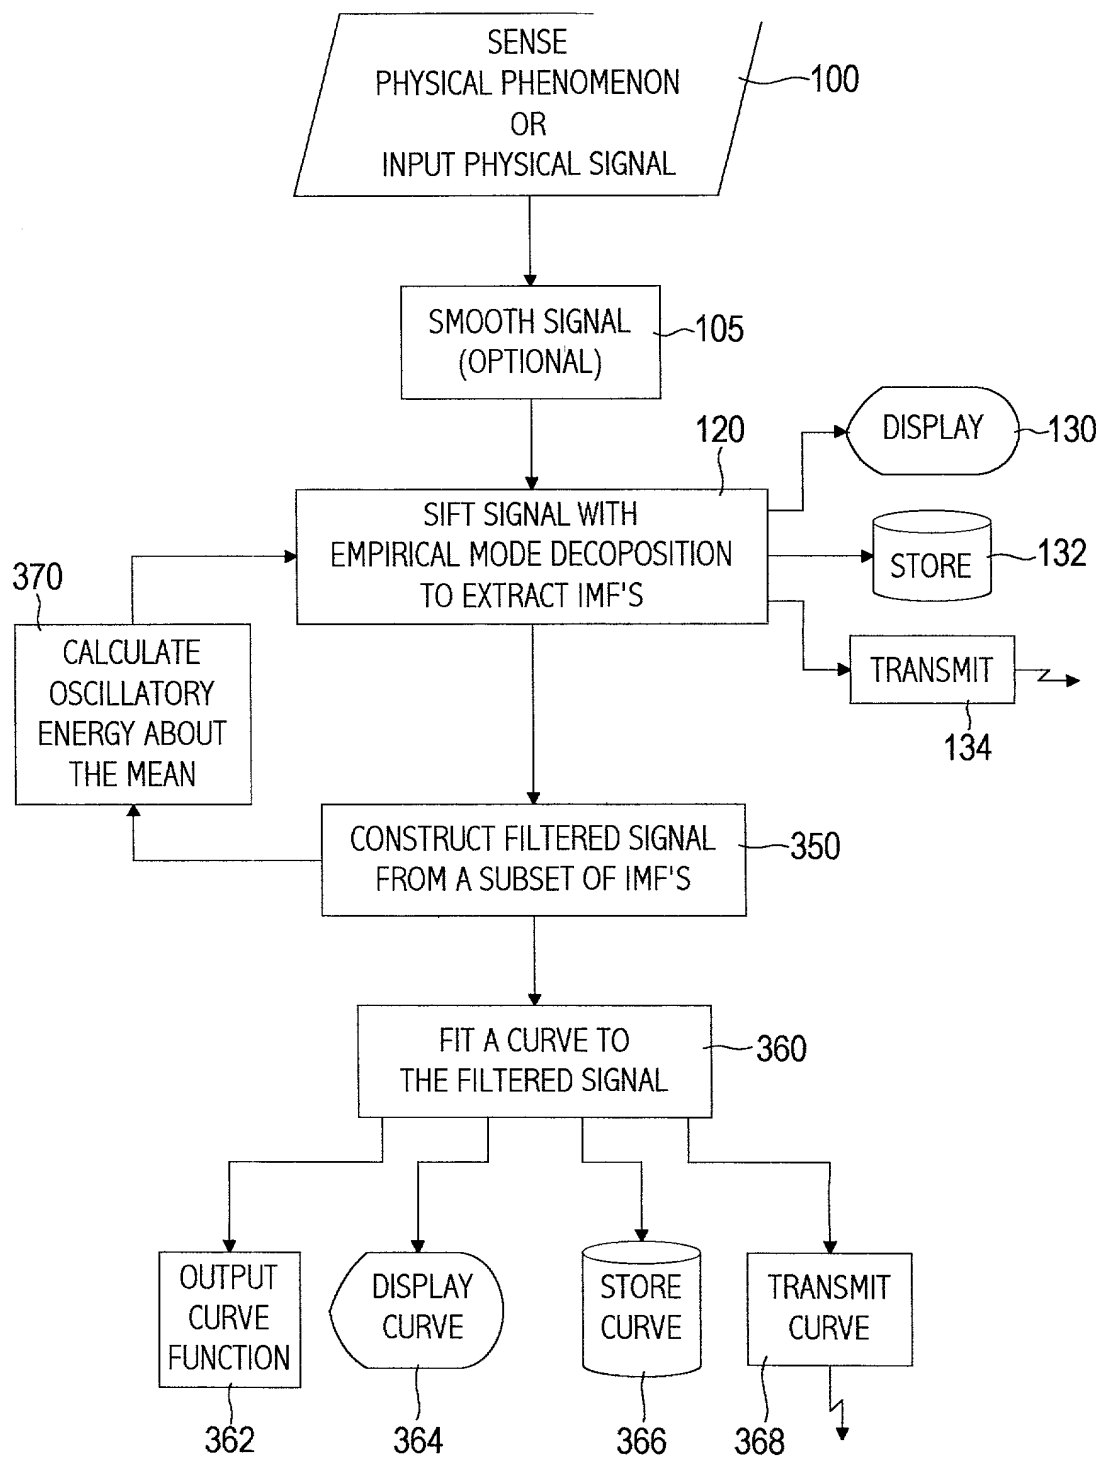 SENSE
PHYSICAL PHENOMENON
OR
INPUT PHYSICAL SIGNAL
100
SMOOTH SIGNAL
(OPTIONAL)
105
120
SIFT SIGNAL WITH
EMPIRICAL MODE DECOPOSITION
TO EXTRACT IMF'S
DISPLAY
130
STORE
132
TRANSMIT
134
370
CALCULATE
OSCILLATORY
ENERGY ABOUT
THE MEAN
CONSTRUCT FILTERED SIGNAL
FROM A SUBSET OF IMF'S
350
FIT A CURVE TO
THE FILTERED SIGNAL
360
OUTPUT
CURVE
FUNCTION
362
DISPLAY
CURVE
364
STORE
CURVE
366
TRANSMIT
CURVE
368